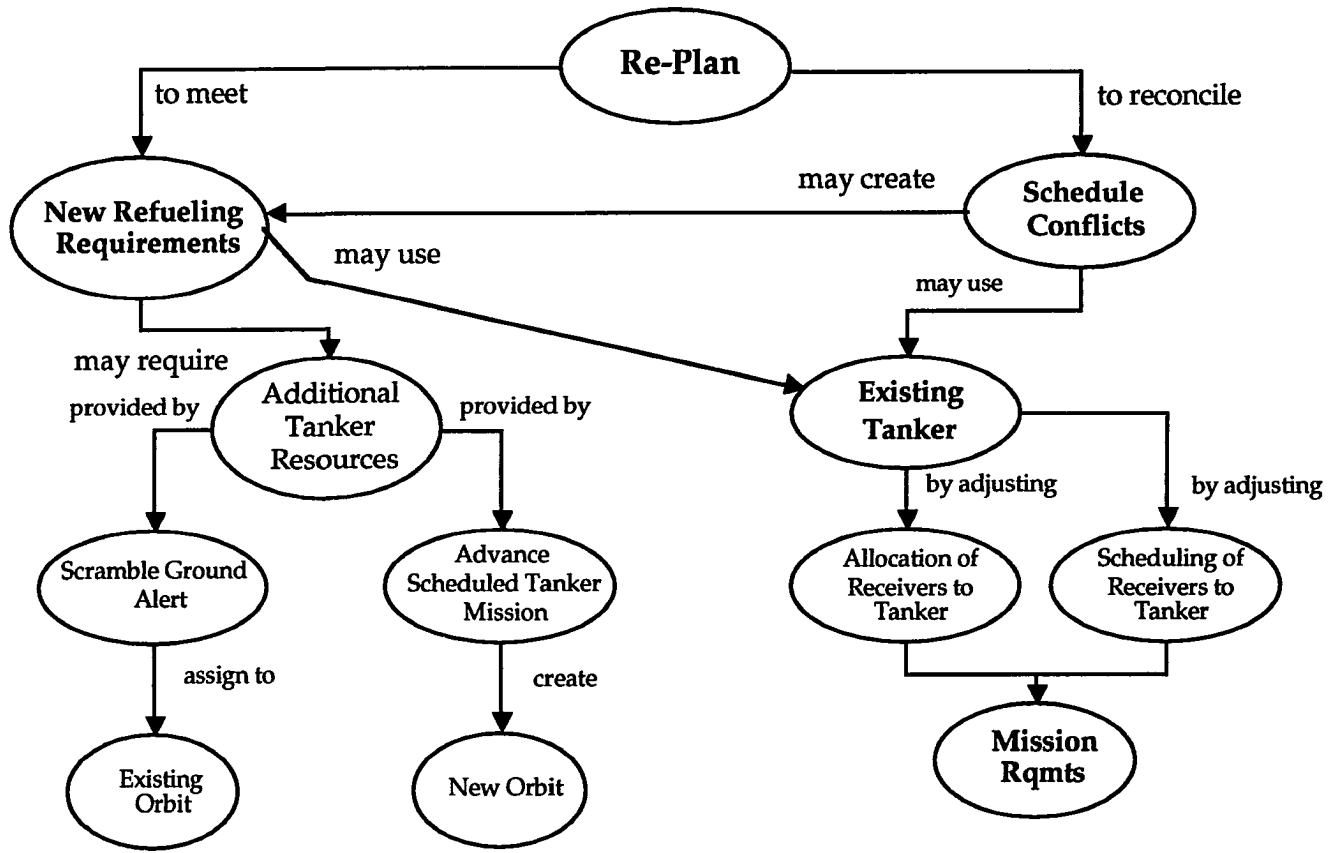 Re-Plan
to meet
to reconcile
may create
New Refueling
Requirements
Schedule
Conflicts
may use
may use
may require
Additional
Tanker
Resources
provided by
provided by
Existing
Tanker
by adjusting
by adjusting
Scramble Ground
Alert
Advance
Scheduled Tanker
Mission
Allocation of
Receivers to
Tanker
Scheduling of
Receivers to
Tanker
assign to
create
Existing
Orbit
New Orbit
Mission
Rqmts